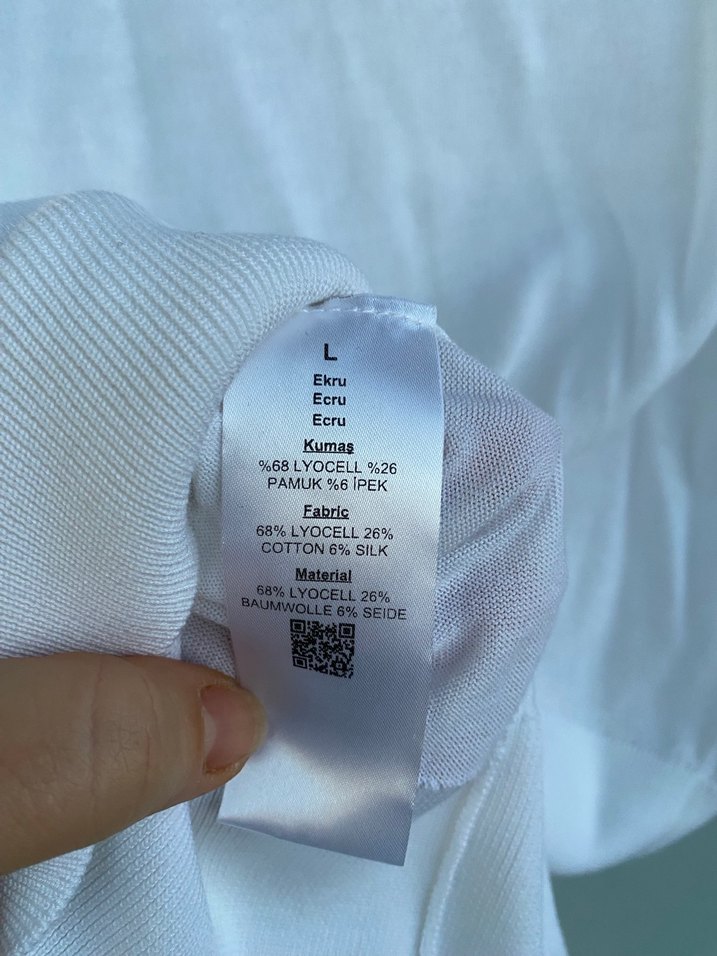 L
Ekru
Ecru
Ecru
Kumaş
%68 LYOCELL %26
PAMUK %6 İPEK
Fabric
68% LYOCELL 26%
COTTON 6% SILK
Material
68% LYOCELL 26%
BAUMWOLLE 6% SEIDE